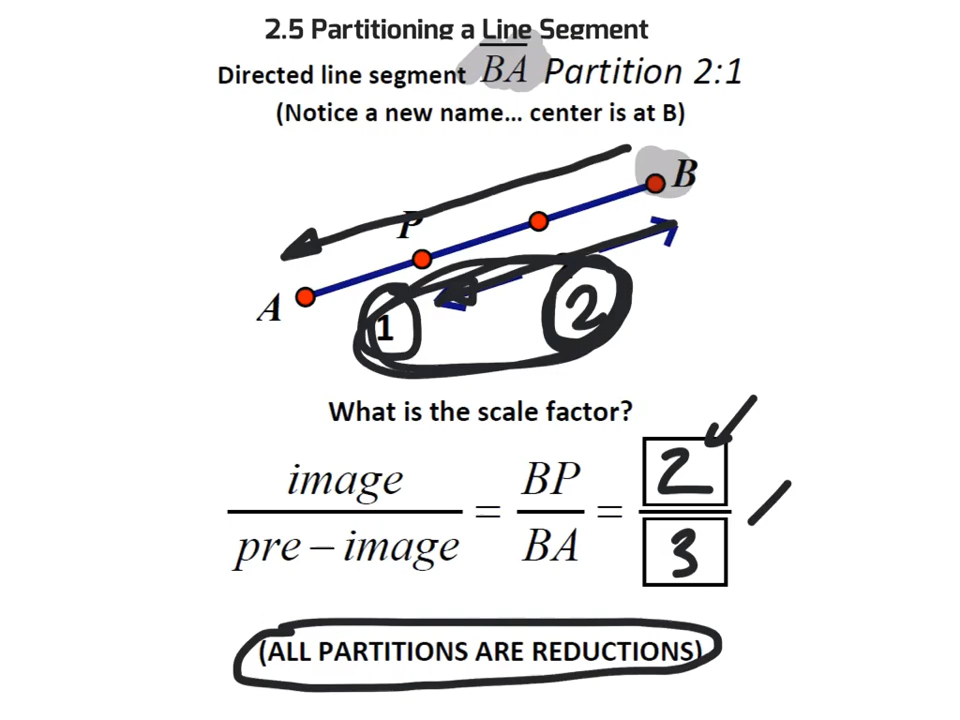 2.5 Partitioning a Line Segment
Directed line segment BA Partition 2:1
(Notice a new name... center is at B)
B
P
A
1
2
What is the scale factor?
image / pre – image = BP / BA = 2 / 3
(ALL PARTITIONS ARE REDUCTIONS)